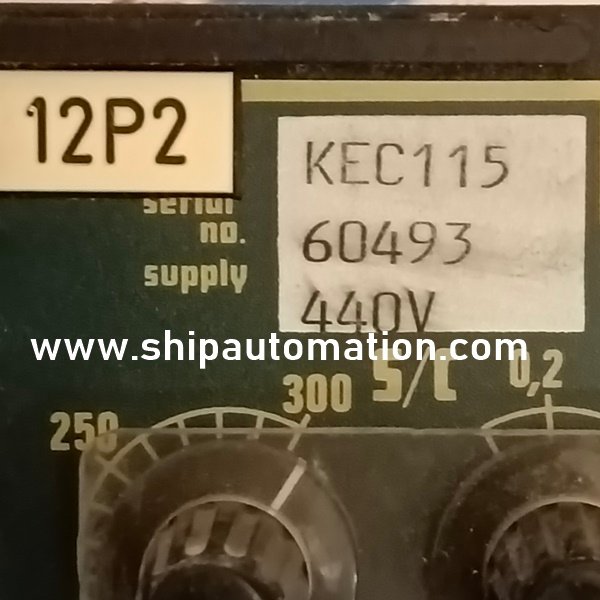 12P2
KEC115
serial
no.
60493
supply
440V
www.shipautomation.com
250
300
S/C
0,2